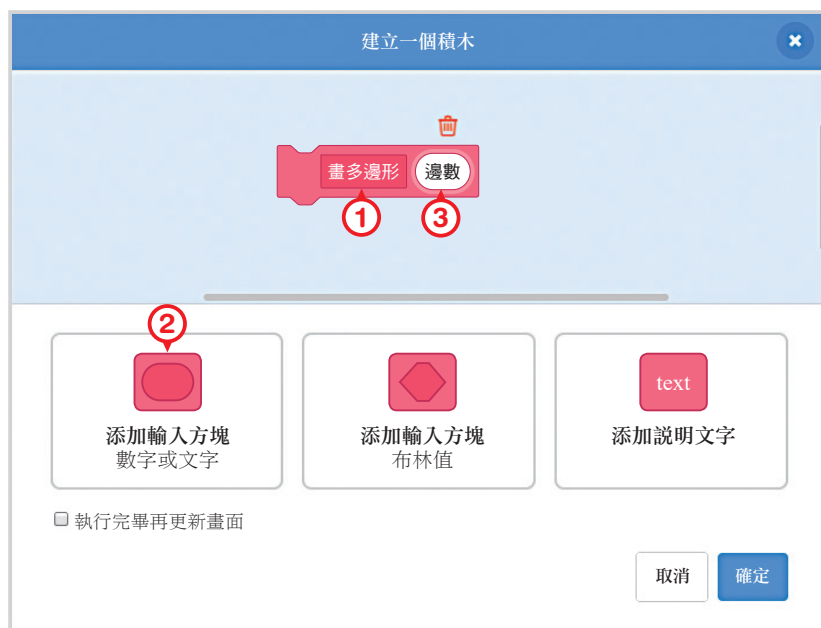 建立一個積木
畫多邊形 邊數
① ③
②
添加輸入方塊
數字或文字
添加輸入方塊
布林值
text
添加説明文字
執行完畢再更新畫面
取消 確定